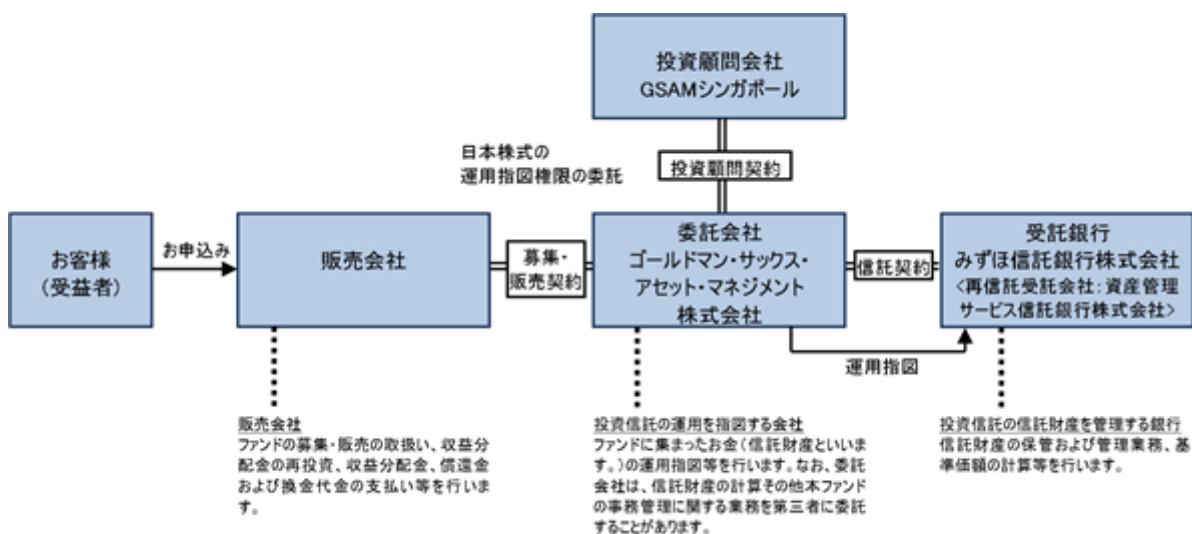 投資顧問会社
GSAMシンガポール
日本株式の
運用指図権限の委託
投資顧問契約
お客様
(受益者)
お申込み
販売会社
募集・
販売契約
委託会社
ゴールドマン・サックス・
アセット・マネジメント
株式会社
信託契約
受託銀行
みずほ信託銀行株式会社
<再信託受託会社:資産管理
サービス信託銀行株式会社>
運用指図
販売会社
ファンドの募集・販売の取扱い、収益分
配金の再投資、収益分配金、償還金
および換金代金の支払い等を行いま
す。
投資信託の運用を指図する会社
ファンドに集まったお金(信託財産といいま
す。)の運用指図等を行います。なお、委託
会社は、信託財産の計算その他本ファンド
の事務管理に関する業務を第三者に委託
することがあります。
投資信託の信託財産を管理する銀行
信託財産の保管および管理業務、基
準価額の計算等を行います。